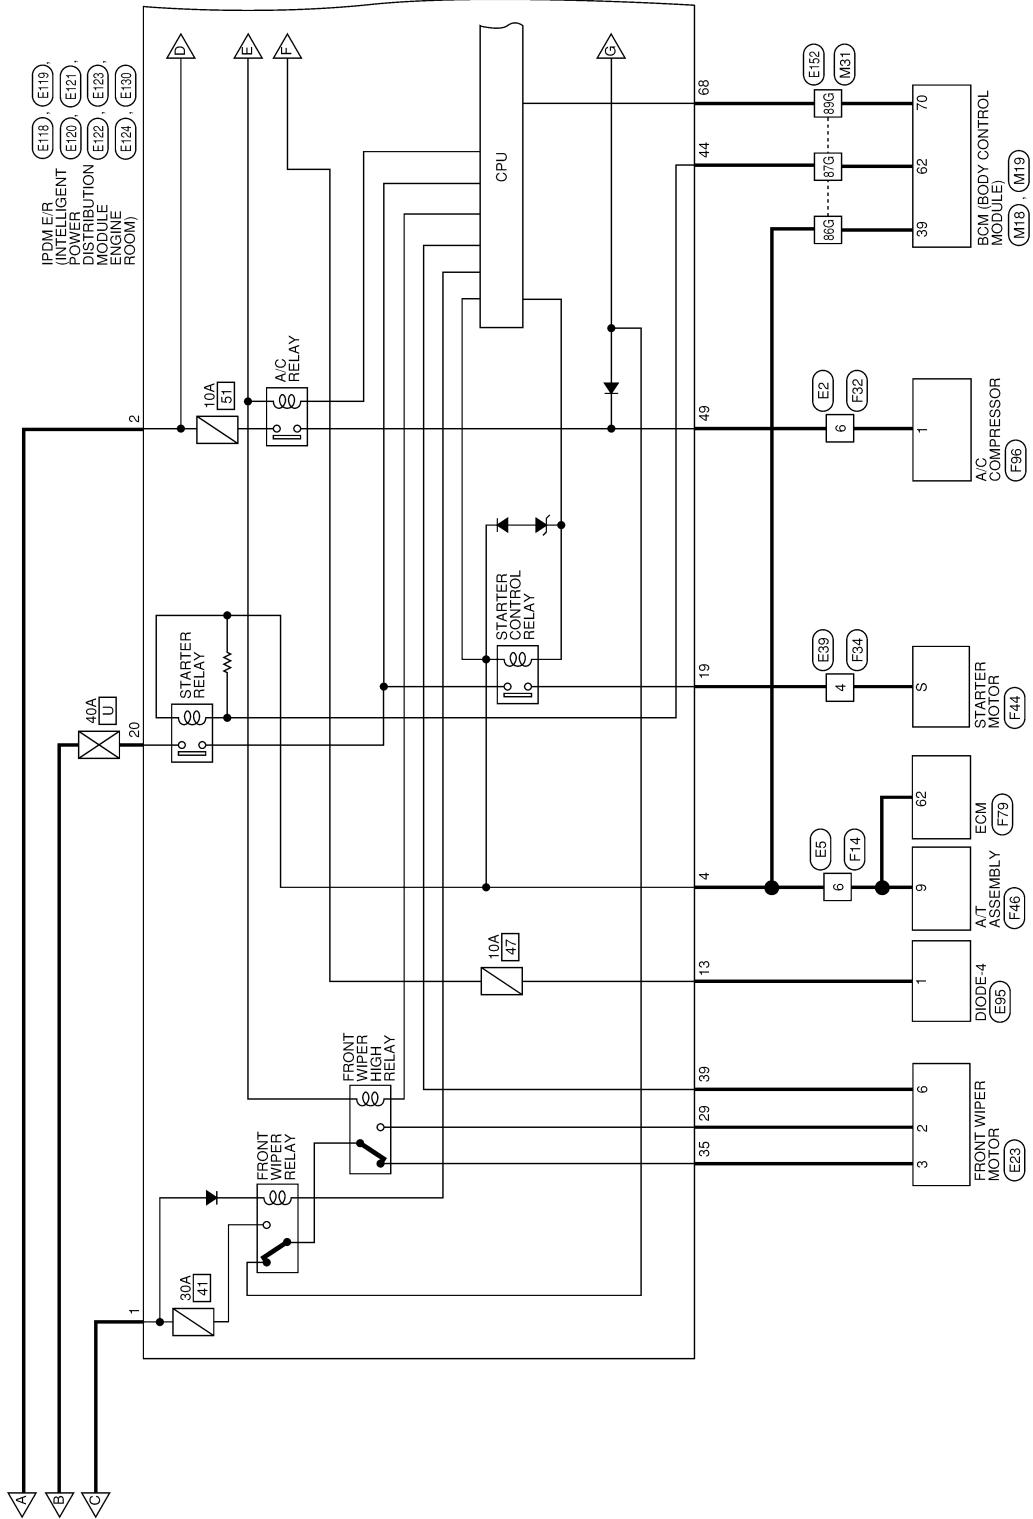 A
B
C
IPDM E/R
(INTELLIGENT
POWER
DISTRIBUTION
MODULE
ENGINE
ROOM)
E118 , E119 ,
E120 , E121 ,
E122 , E123 ,
E124 , E130
1
20
2
40A
U
30A
41
10A
51
10A
47
D
E
F
G
FRONT
WIPER
RELAY
FRONT
WIPER
HIGH
RELAY
STARTER
RELAY
STARTER
CONTROL
RELAY
A/C
RELAY
CPU
35
29
39
13
4
19
49
44
68
E5
F14
6
E39
F34
4
E2
F32
6
E152
M31
86G
87G
89G
3
2
6
FRONT WIPER
MOTOR
E23
1
DIODE-4
E95
9
A/T
ASSEMBLY
F46
62
ECM
F79
S
STARTER
MOTOR
F44
1
A/C
COMPRESSOR
F96
39
62
70
BCM (BODY CONTROL
MODULE)
M18 , M19